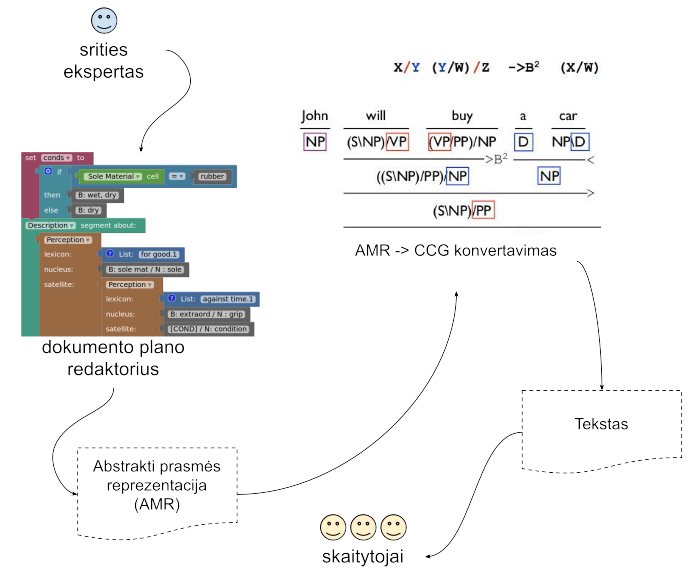 srities
ekspertas
set conds ▾ to
if Sole Material ▾ cell = ▾ rubber
then B: wet, dry
else B: dry
Description ▾ segment about:
Perception ▾
lexicon: ? List: for good.1
nucleus: B: sole mat / N : sole
satellite: Perception ▾
lexicon: ? List: against time.1
nucleus: B: extraord / N : grip
satellite: [COND] / N: condition
dokumento plano
redaktorius
Abstrakti prasmės
reprezentacija
(AMR)
X/Y (Y/W)/Z ->B² (X/W)
John will buy a car
NP (S\NP)/VP (VP/PP)/NP D NP\D
>B² <
((S\NP)/PP)/NP NP
>
(S\NP)/PP
AMR -> CCG konvertavimas
Tekstas
skaitytojai